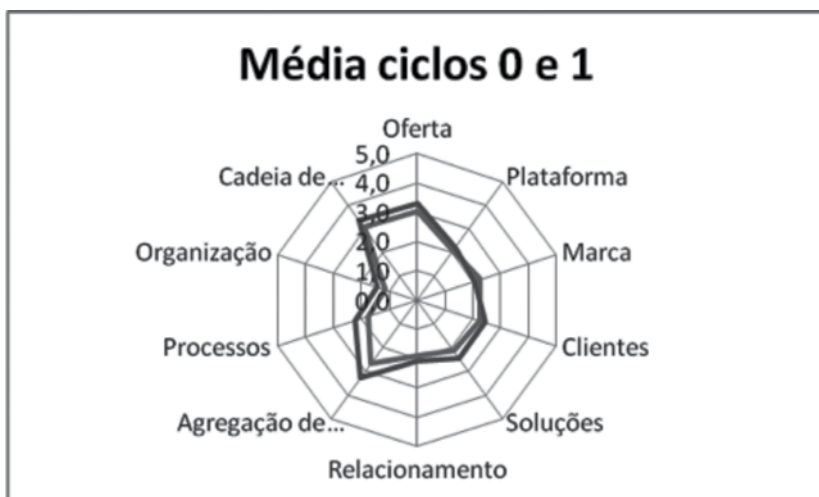 Média ciclos 0 e 1
Oferta
5,0
Cadeia de...
4,0
Plataforma
3,0
Organização
2,0
Marca
1,0
0,0
Processos
Clientes
Agregação de...
Soluções
Relacionamento